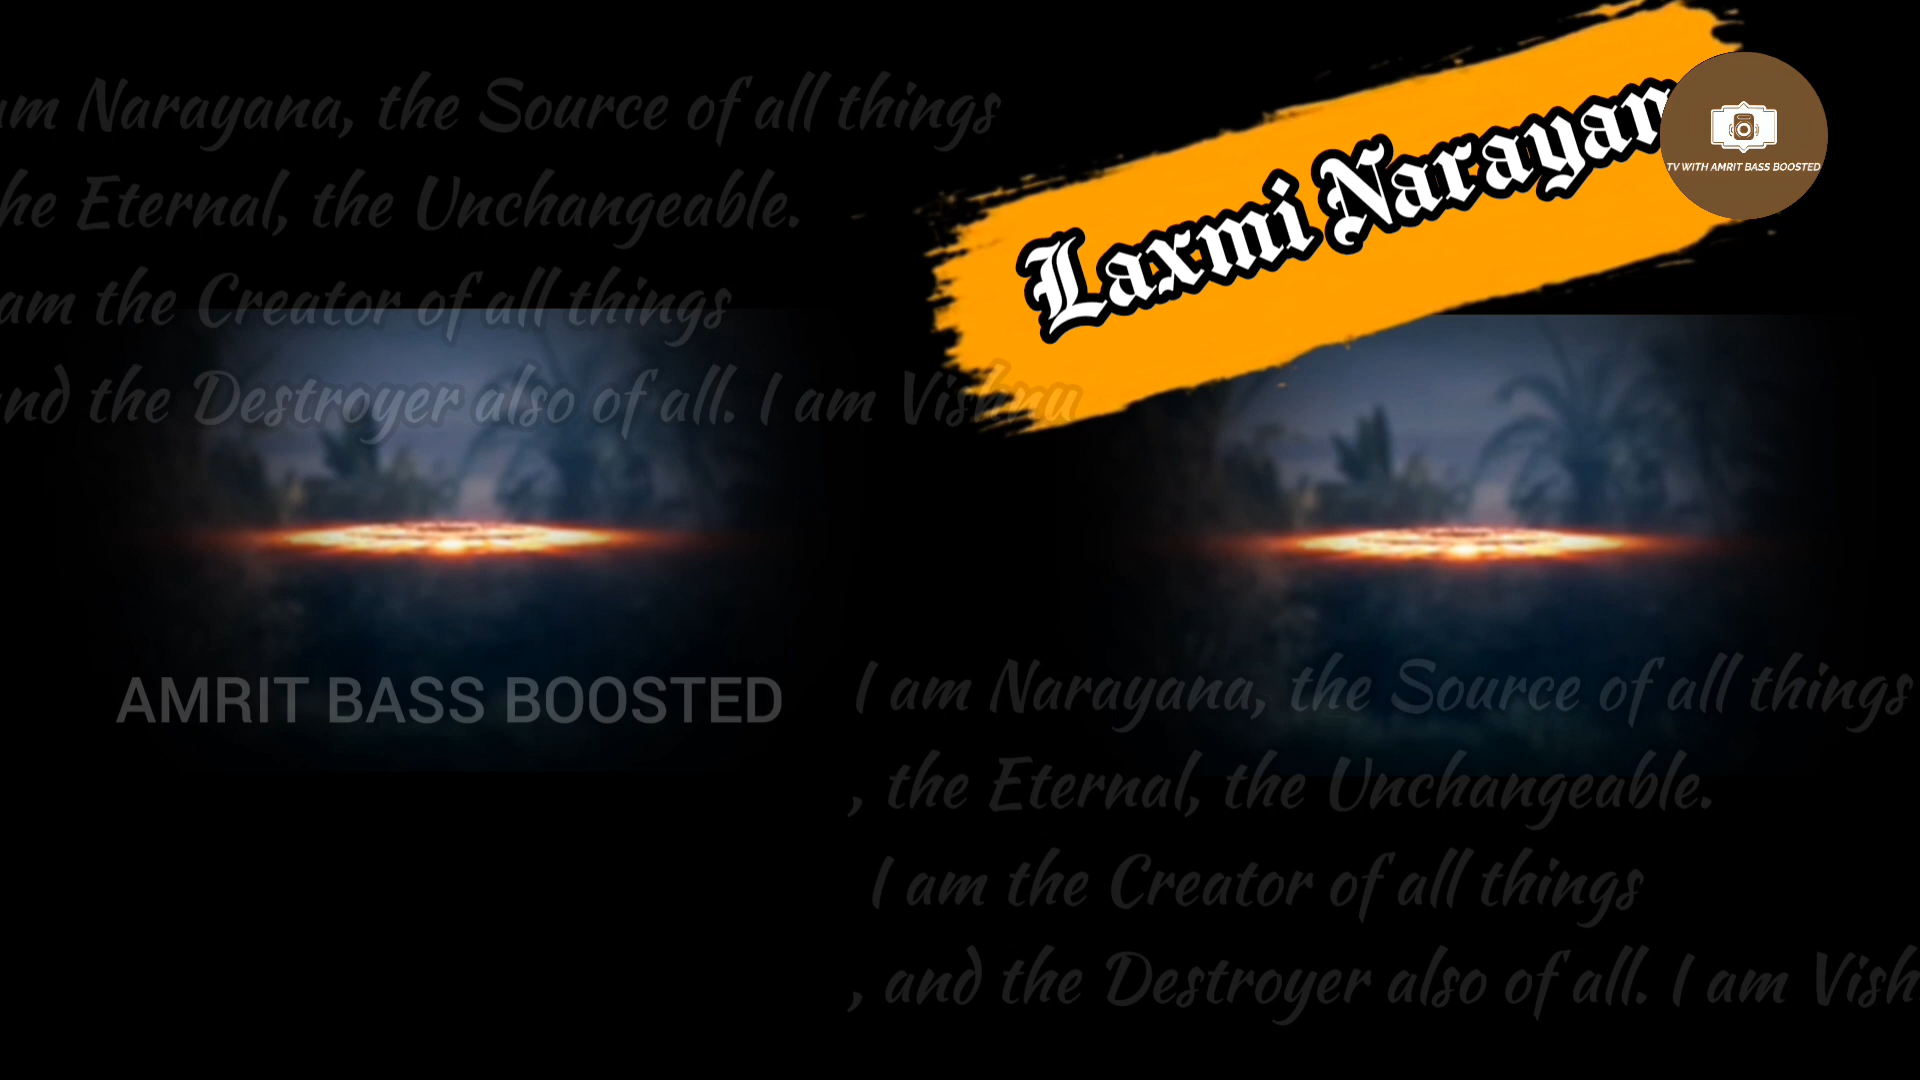 am Narayana, the Source of all things
he Eternal, the Unchangeable.
am the Creator of all things
nd the Destroyer also of all. I am Vishnu
Laxmi Narayan
TV WITH AMRIT BASS BOOSTED
AMRIT BASS BOOSTED
I am Narayana, the Source of all things
, the Eternal, the Unchangeable.
I am the Creator of all things
, and the Destroyer also of all. I am Vish